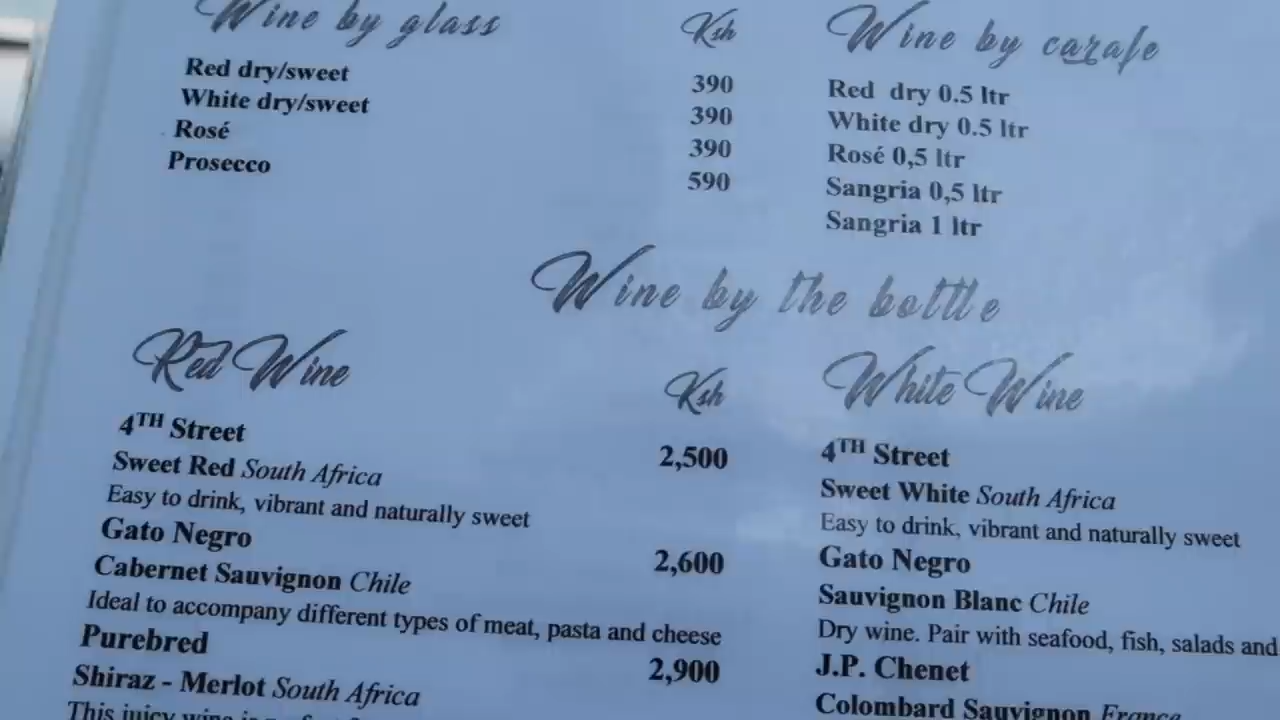 Wine by glass
Ksh
Red dry/sweet
390
White dry/sweet
390
Rosé
390
Prosecco
590
Wine by carafe
Red dry 0.5 ltr
White dry 0.5 ltr
Rosé 0,5 ltr
Sangria 0,5 ltr
Sangria 1 ltr
Wine by the bottle
Red Wine
Ksh
4TH Street
2,500
Sweet Red South Africa
Easy to drink, vibrant and naturally sweet
Gato Negro
2,600
Cabernet Sauvignon Chile
Ideal to accompany different types of meat, pasta and cheese
Purebred
2,900
Shiraz - Merlot South Africa
This juicy wine is
White Wine
4TH Street
Sweet White South Africa
Easy to drink, vibrant and naturally sweet
Gato Negro
Sauvignon Blanc Chile
Dry wine. Pair with seafood, fish, salads and
J.P. Chenet
Colombard Sauvignon France